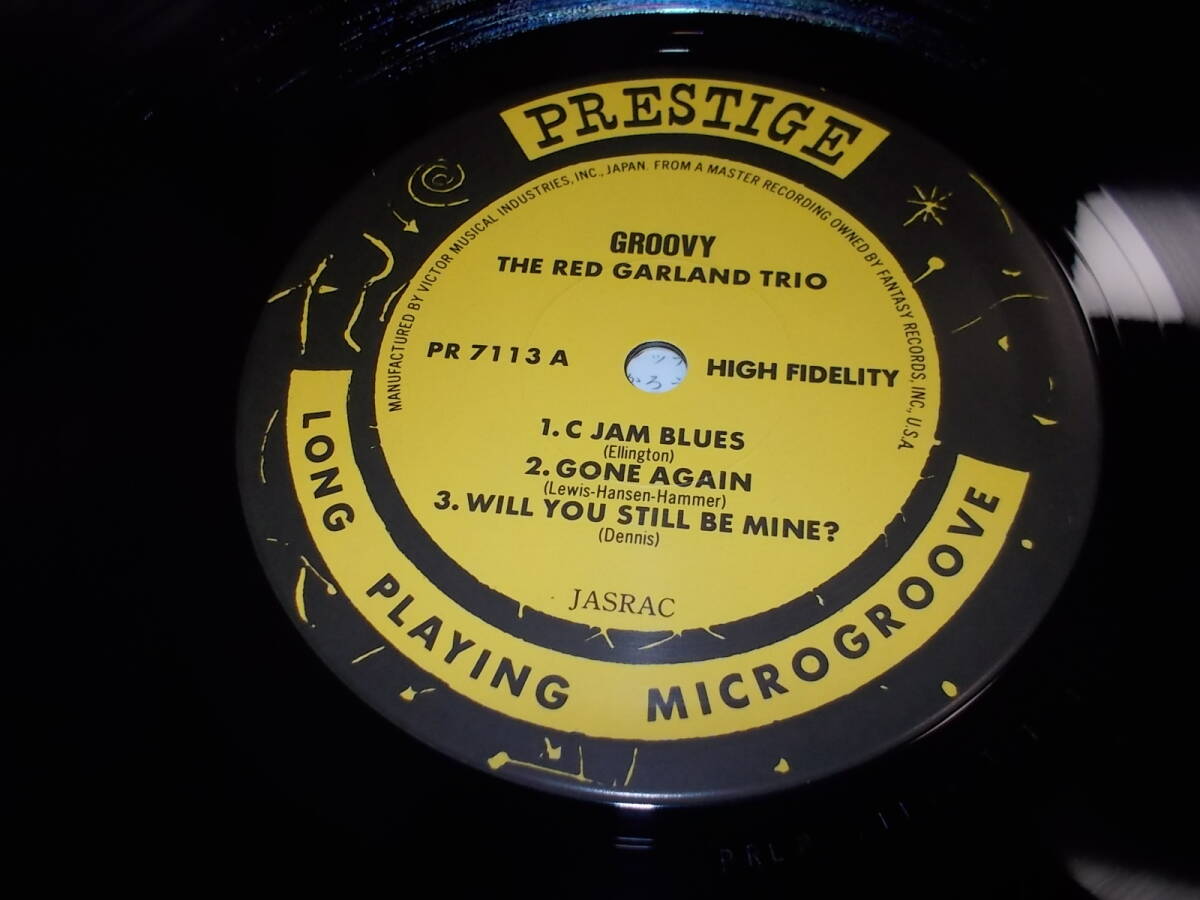 PRESTIGE
MANUFACTURED BY VICTOR MUSICAL INDUSTRIES, INC., JAPAN. FROM A MASTER RECORDING OWNED BY FANTASY RECORDS, INC., U.S.A.
GROOVY
THE RED GARLAND TRIO
PR 7113 A
HIGH FIDELITY
1. C JAM BLUES
(Ellington)
2. GONE AGAIN
(Lewis-Hansen-Hammer)
3. WILL YOU STILL BE MINE?
(Dennis)
JASRAC
LONG PLAYING MICROGROOVE